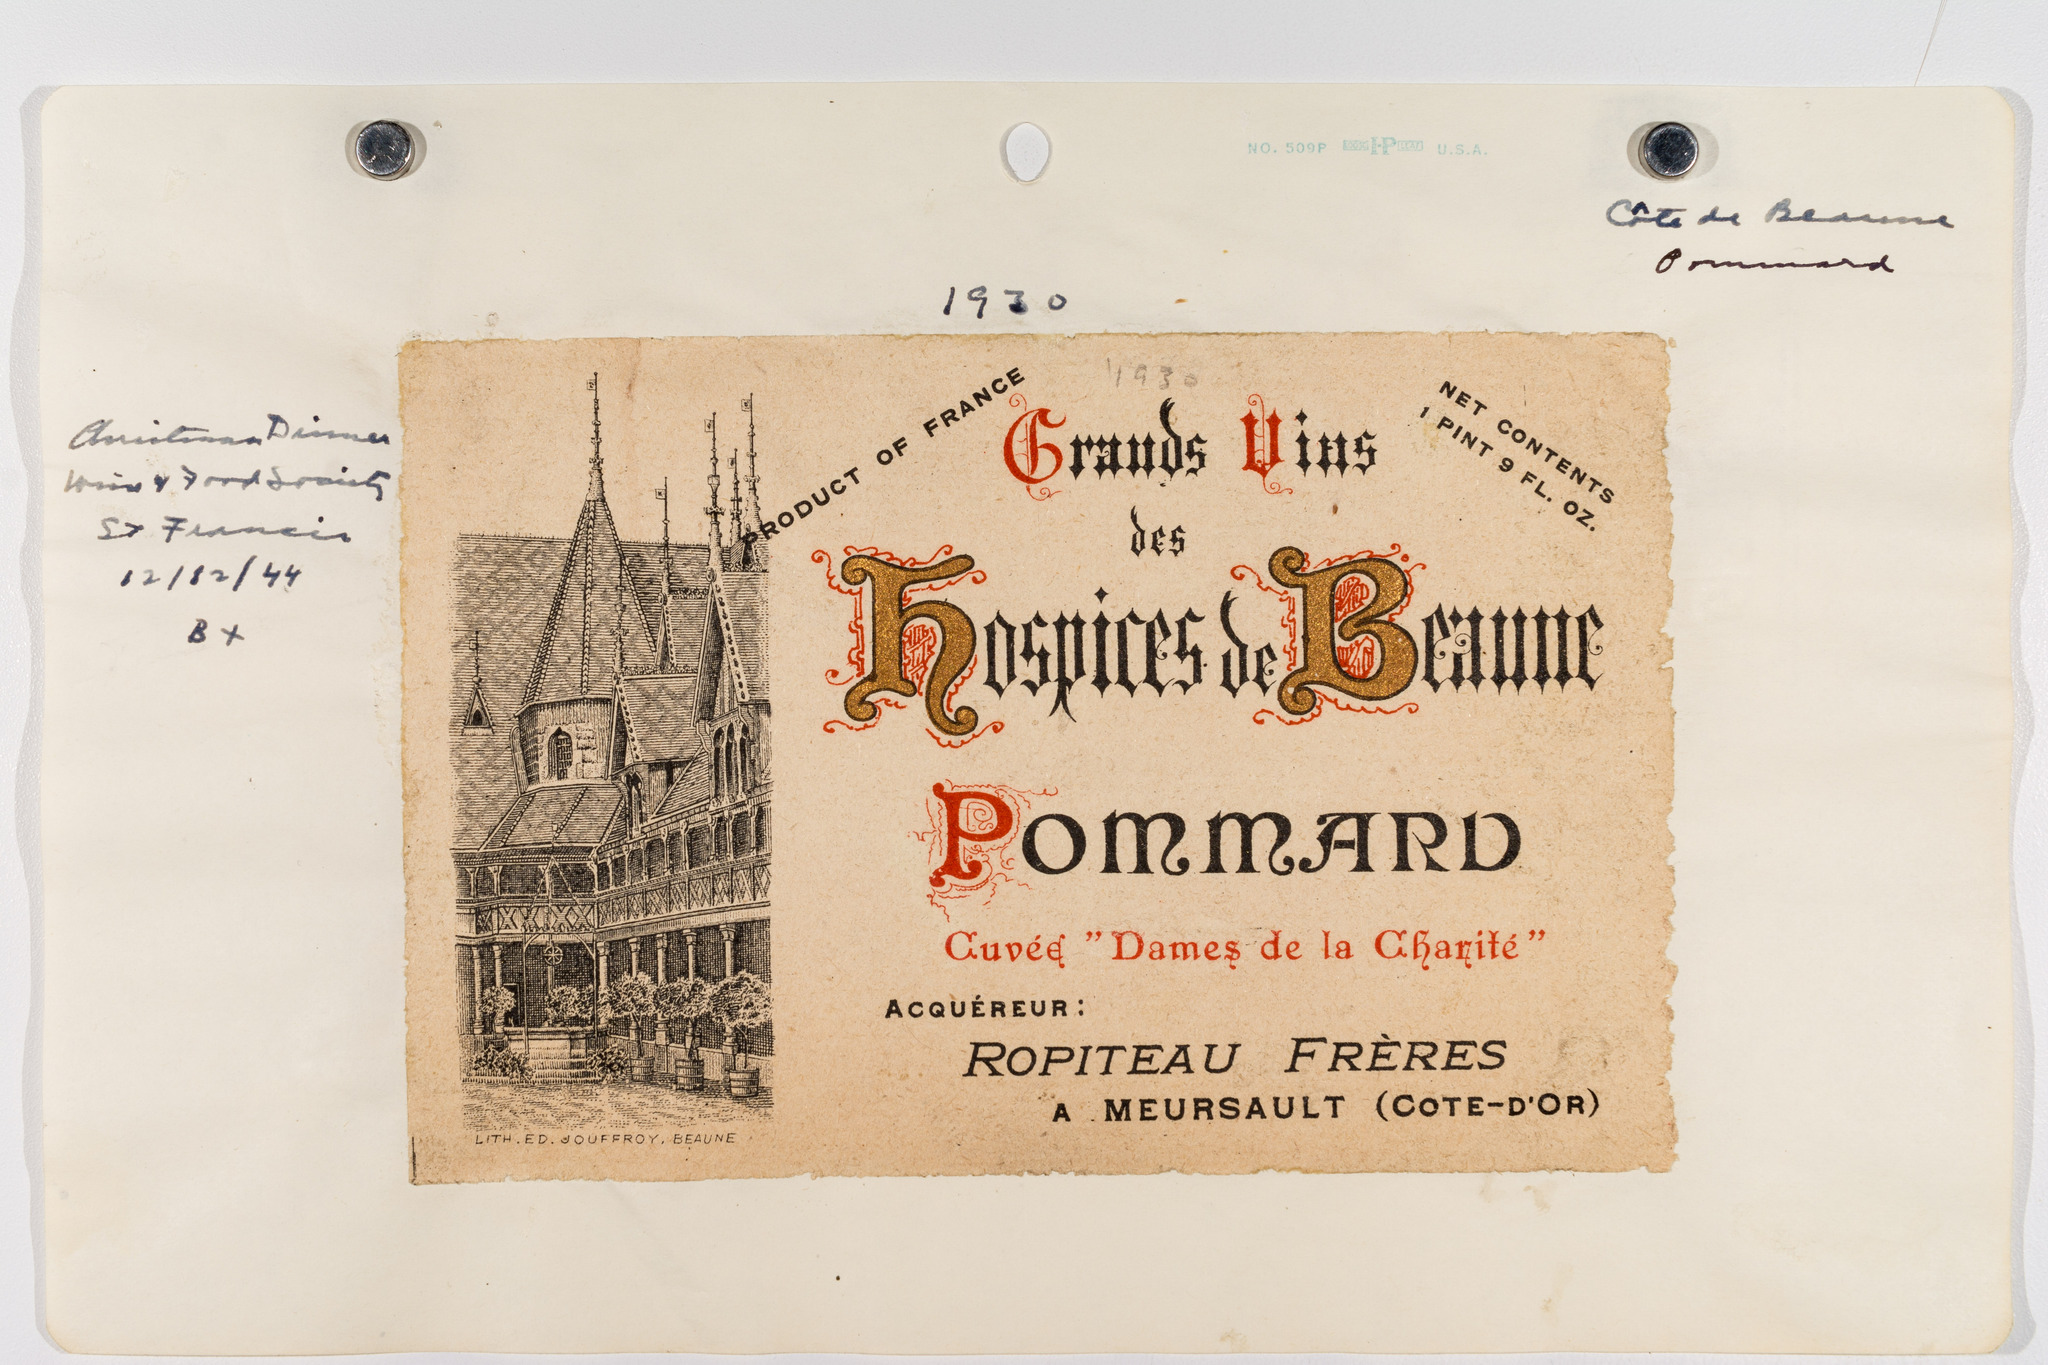 NO. 509P HP U.S.A.
Côte de Beaune
Pommard
1930
Christmas Dinner
Wine & Food Society
St Francis
12/12/44
B+
PRODUCT OF FRANCE
1930
NET CONTENTS
1 PINT 9 FL. OZ.
Grands Vins
des
Hospices de Beaune
POMMARD
Cuvée "Dames de la Charité"
ACQUÉREUR:
ROPITEAU FRÈRES
A MEURSAULT (COTE-D'OR)
LITH. ED. JOUFFROY, BEAUNE